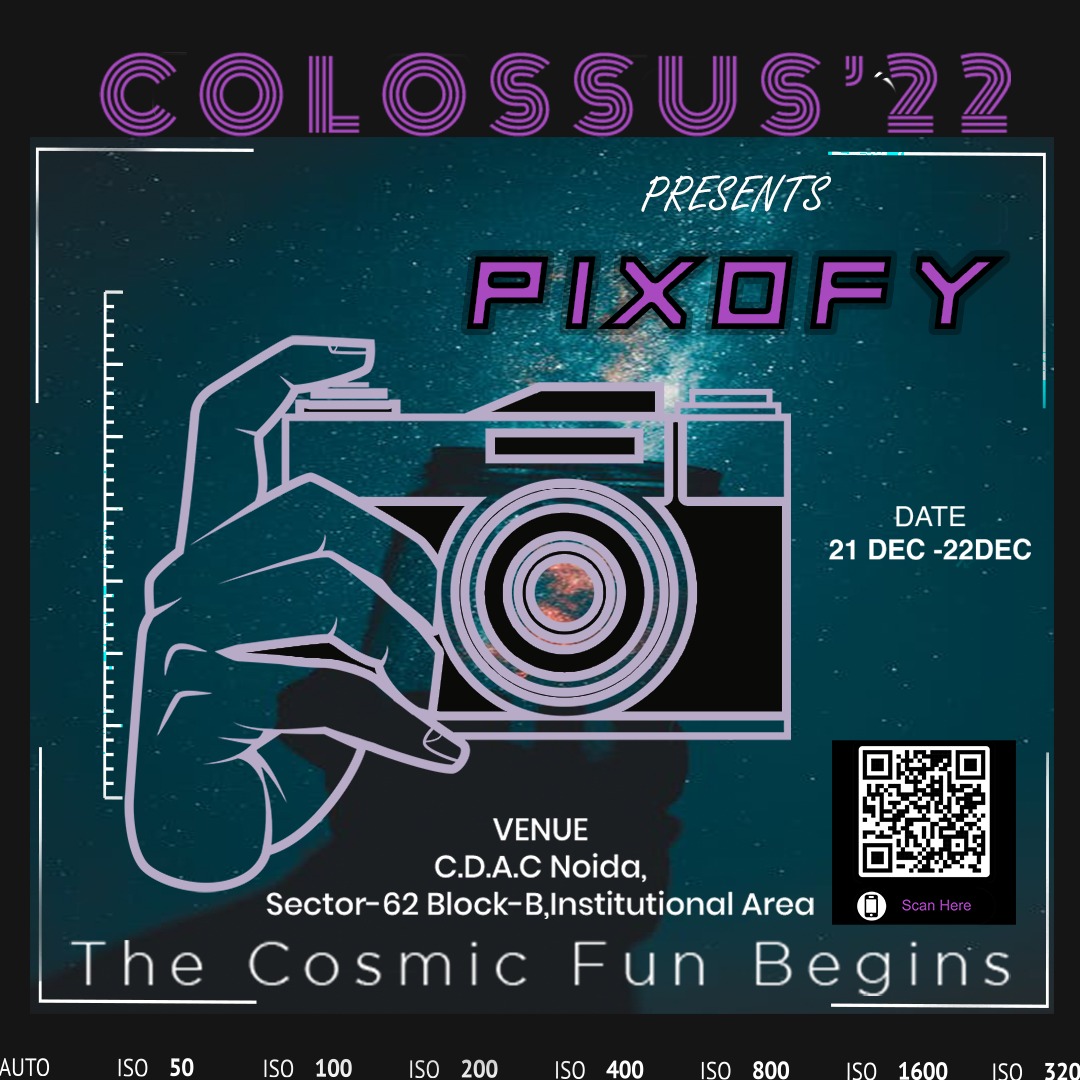 COLOSSUS'22
PRESENTS
PIXOFY
DATE
21 DEC -22DEC
VENUE
C.D.A.C Noida,
Sector-62 Block-B,Institutional Area
Scan Here
The Cosmic Fun Begins
AUTO ISO 50 ISO 100 ISO 200 ISO 400 ISO 800 ISO 1600 ISO 320